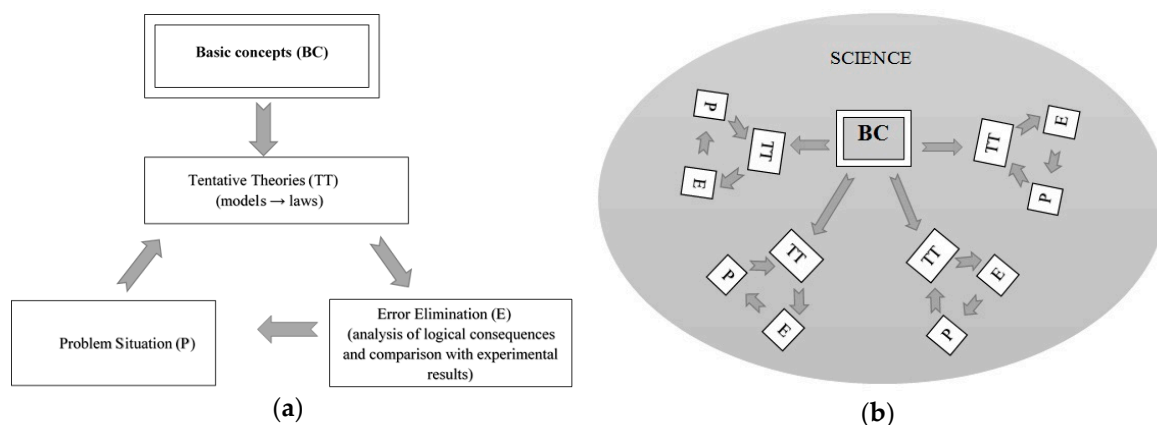 Basic concepts (BC)
Tentative Theories (TT)
(models → laws)
Problem Situation (P)
Error Elimination (E)
(analysis of logical consequences
and comparison with experimental
results)
(a)
SCIENCE
BC
P
TT
E
TT
E
P
TT
P
E
TT
E
P
(b)